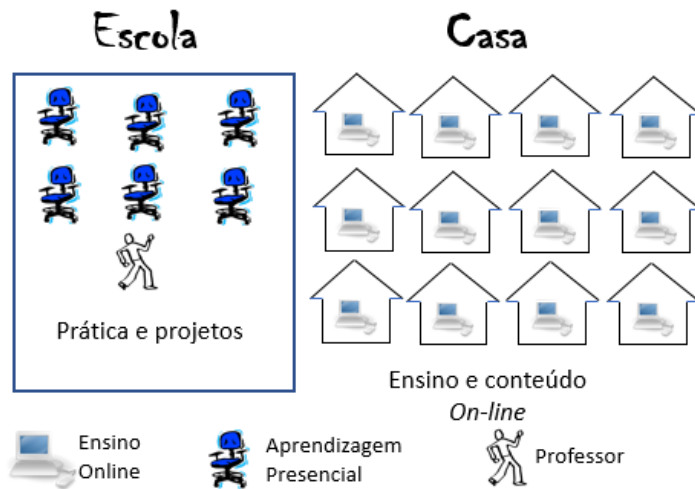 Escola
Casa
Prática e projetos
Ensino e conteúdo
On-line
Ensino
Online
Aprendizagem
Presencial
Professor